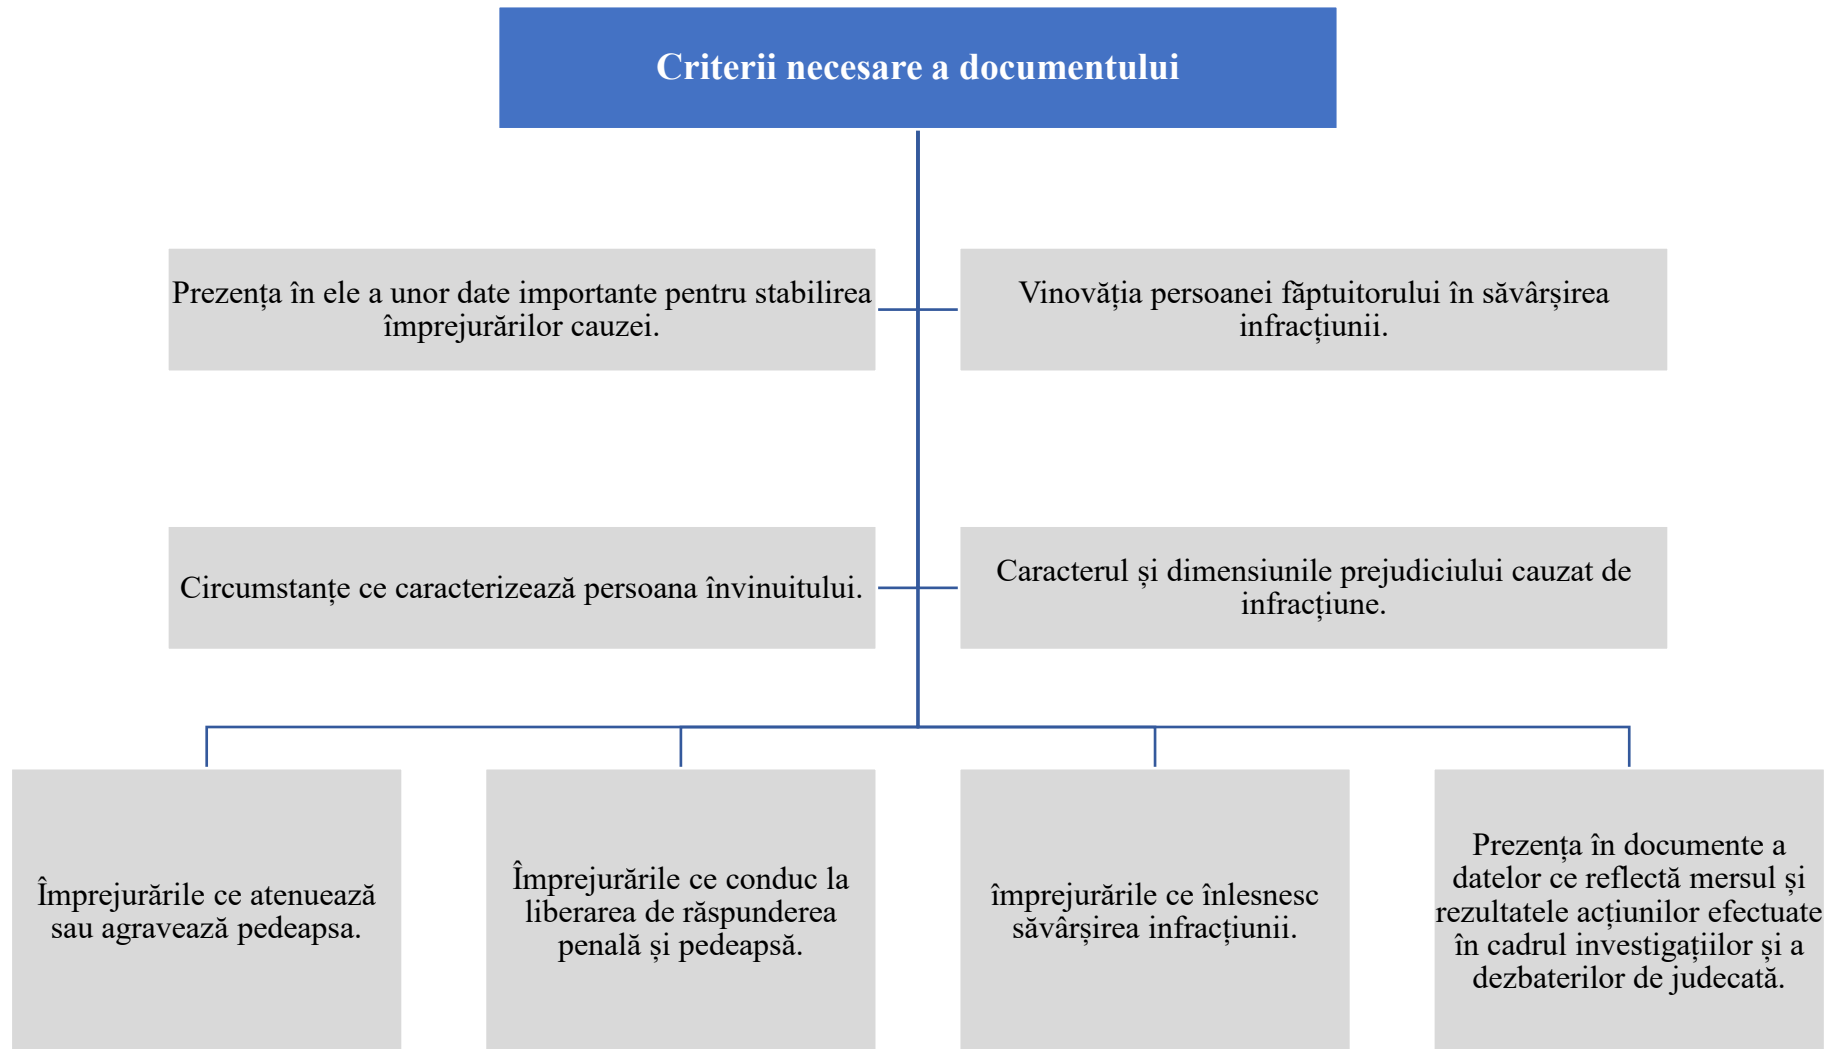 Criterii necesare a documentului
Prezența în ele a unor date importante pentru stabilirea
împrejurărilor cauzei.
Vinovăția persoanei făptuitorului în săvârșirea
infracțiunii.
Circumstanțe ce caracterizează persoana învinuitului.
Caracterul și dimensiunile prejudiciului cauzat de
infracțiune.
Împrejurările ce atenuează
sau agravează pedeapsa.
Împrejurările ce conduc la
liberarea de răspunderea
penală și pedeapsă.
împrejurările ce înlesnesc
săvârșirea infracțiunii.
Prezența în documente a
datelor ce reflectă mersul și
rezultatele acțiunilor efectuate
în cadrul investigațiilor și a
dezbaterilor de judecată.